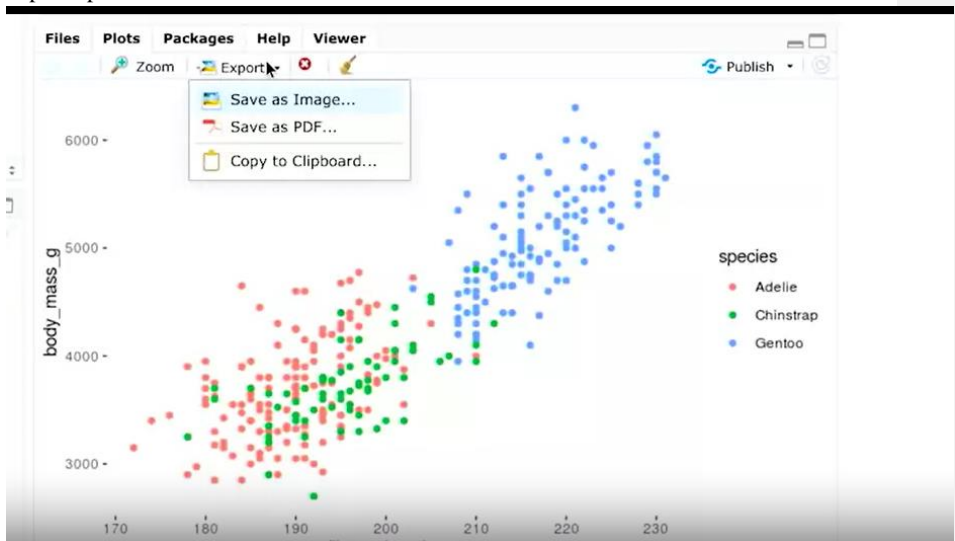 Files Plots Packages Help Viewer
Zoom Export Publish
Save as Image...
Save as PDF...
Copy to Clipboard...
6000
5000
4000
3000
body_mass_g
species
Adelie
Chinstrap
Gentoo
170 180 190 200 210 220 230